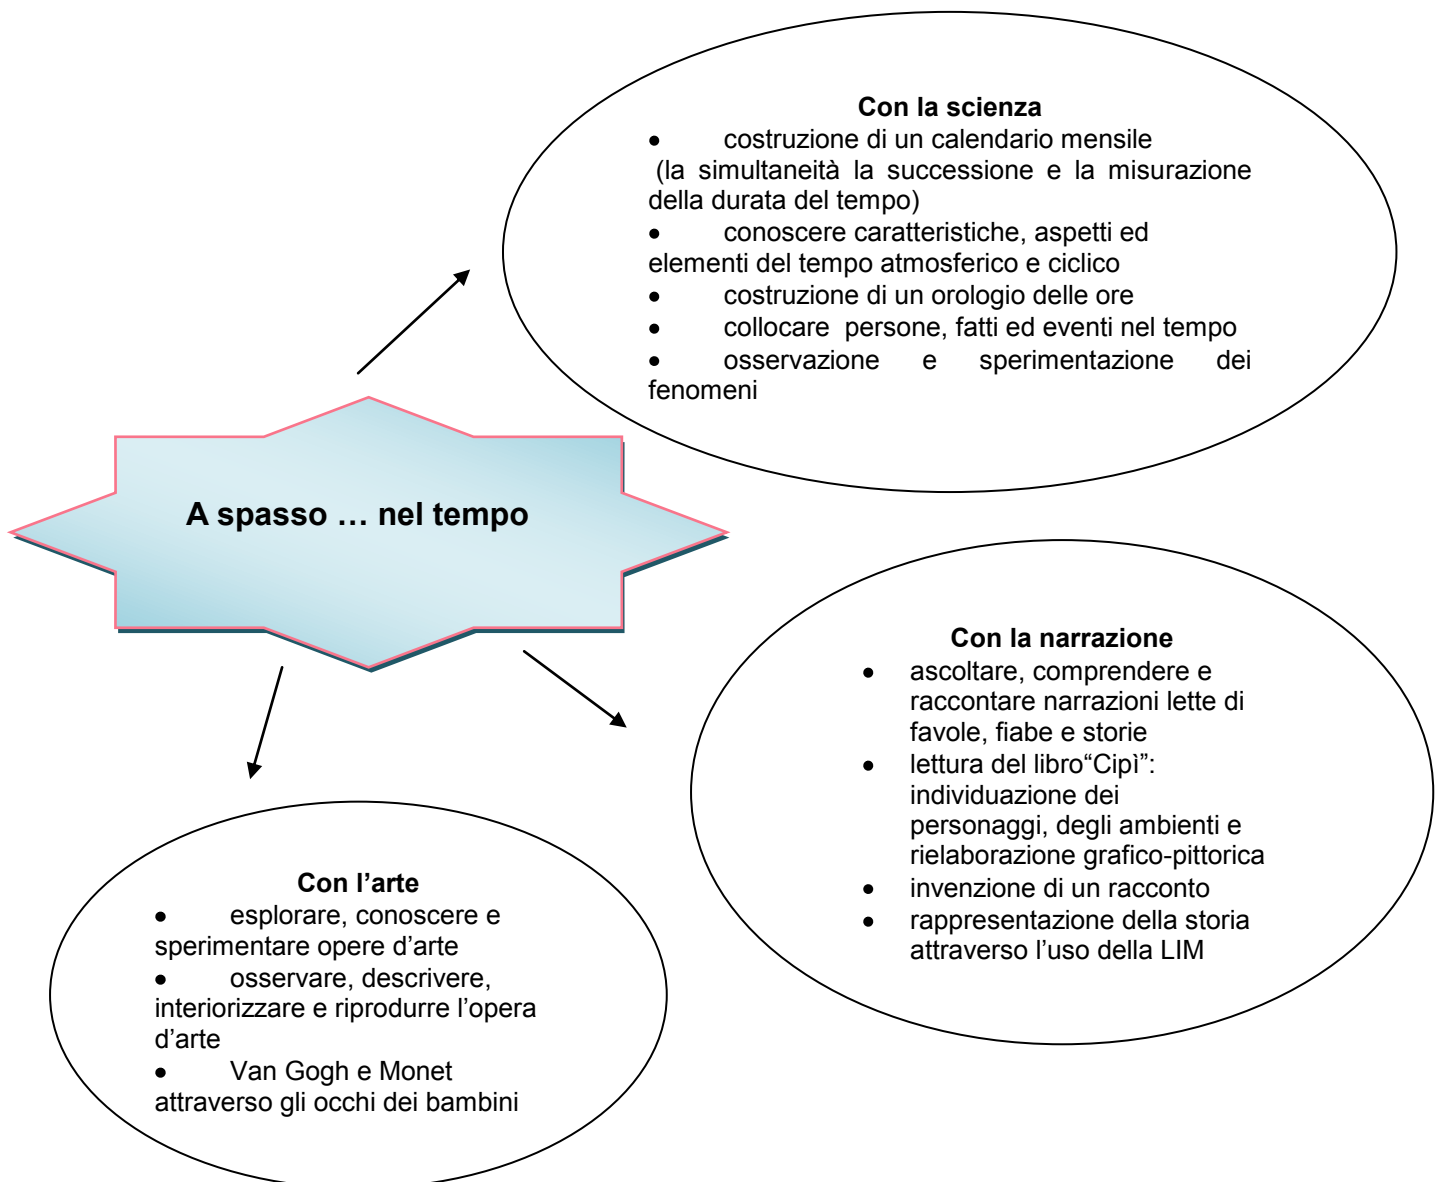 Con la scienza
• costruzione di un calendario mensile
(la simultaneità la successione e la misurazione
della durata del tempo)
• conoscere caratteristiche, aspetti ed
elementi del tempo atmosferico e ciclico
• costruzione di un orologio delle ore
• collocare persone, fatti ed eventi nel tempo
• osservazione e sperimentazione dei
fenomeni
A spasso … nel tempo
Con la narrazione
• ascoltare, comprendere e
raccontare narrazioni lette di
favole, fiabe e storie
• lettura del libro“Cipì”:
individuazione dei
personaggi, degli ambienti e
rielaborazione grafico-pittorica
• invenzione di un racconto
• rappresentazione della storia
attraverso l’uso della LIM
Con l’arte
• esplorare, conoscere e
sperimentare opere d’arte
• osservare, descrivere,
interiorizzare e riprodurre l’opera
d’arte
• Van Gogh e Monet
attraverso gli occhi dei bambini